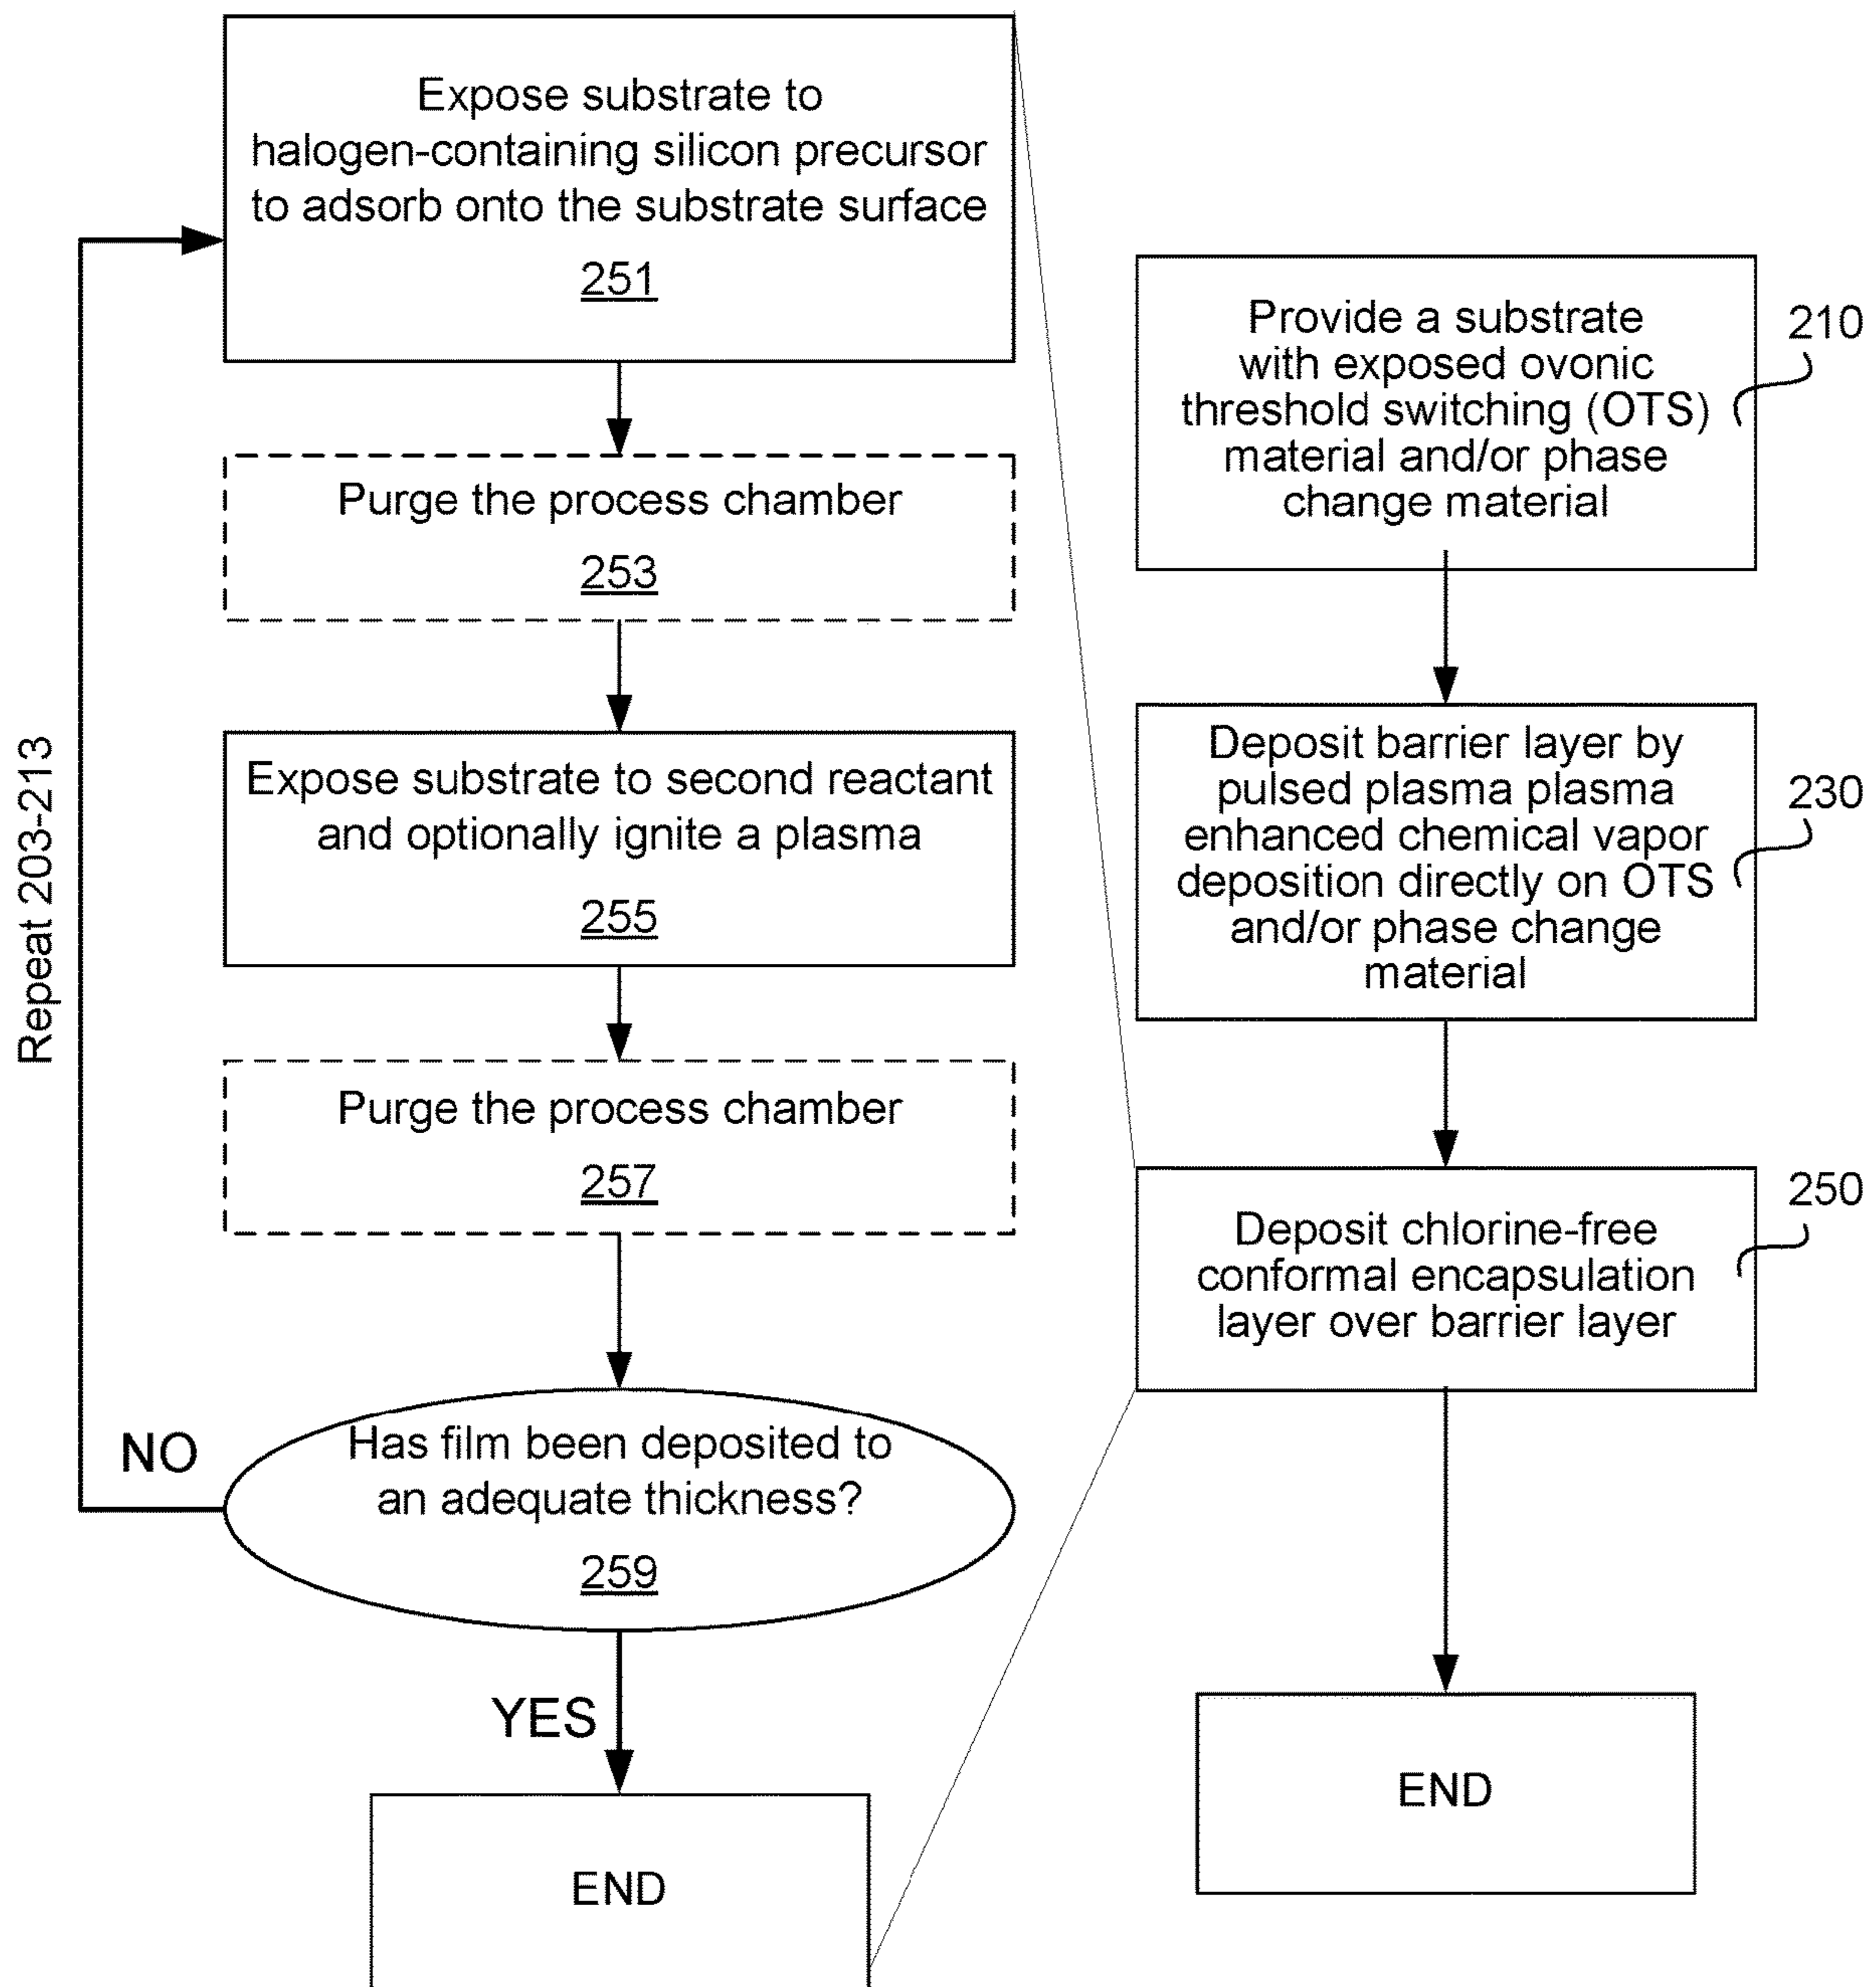 Expose substrate to
halogen-containing silicon precursor
to adsorb onto the substrate surface
251
Purge the process chamber
253
Expose substrate to second reactant
and optionally ignite a plasma
255
Purge the process chamber
257
Has film been deposited to
an adequate thickness?
259
NO
YES
END
Repeat 203-213
Provide a substrate
with exposed ovonic
threshold switching (OTS)
material and/or phase
change material
210
Deposit barrier layer by
pulsed plasma plasma
enhanced chemical vapor
deposition directly on OTS
and/or phase change
material
230
Deposit chlorine-free
conformal encapsulation
layer over barrier layer
250
END